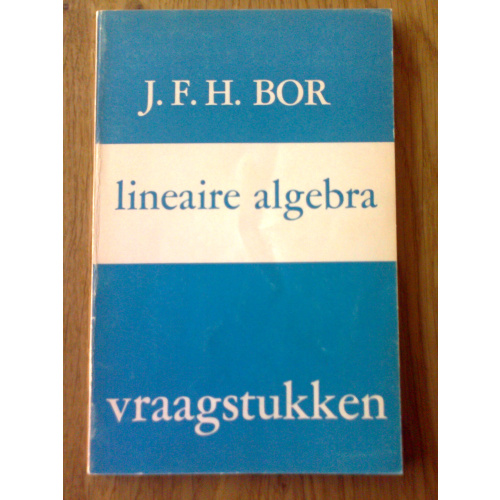 J. F. H. BOR
lineaire algebra
vraagstukken